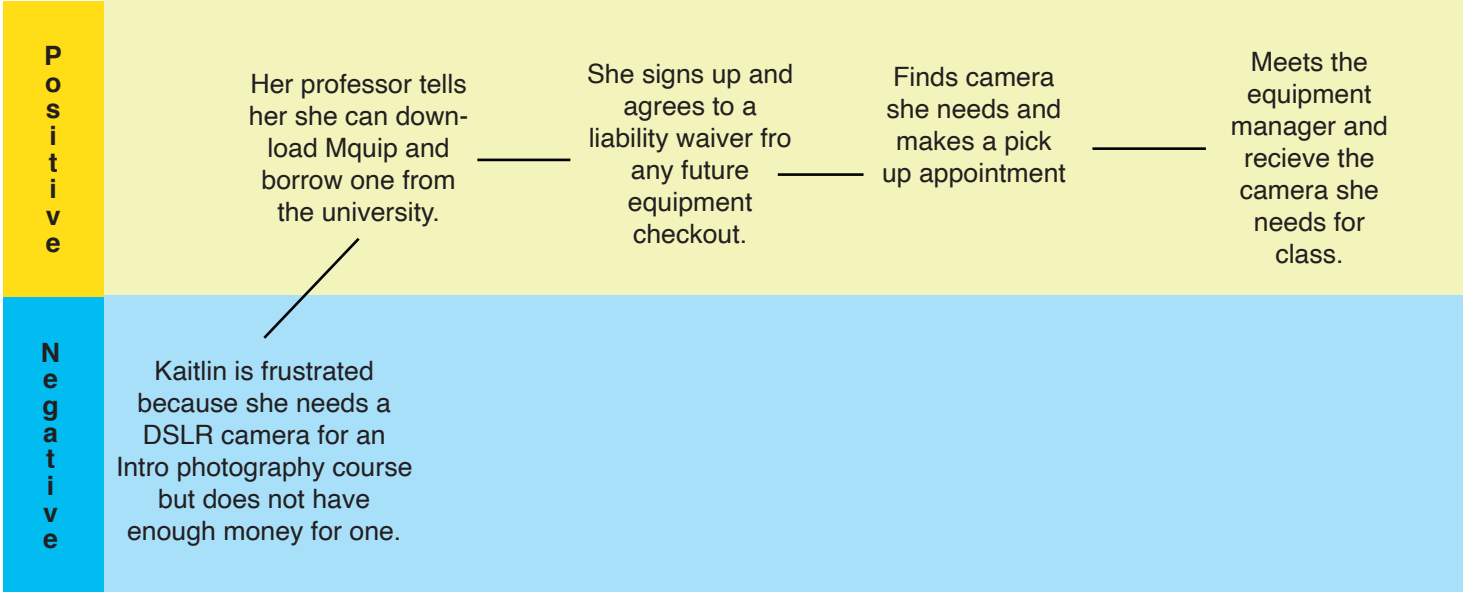 Positive
Her professor tells
her she can down-
load Mquip and
borrow one from
the university.
She signs up and
agrees to a
liability waiver fro
any future
equipment
checkout.
Finds camera
she needs and
makes a pick
up appointment
Meets the
equipment
manager and
recieve the
camera she
needs for
class.
Negative
Kaitlin is frustrated
because she needs a
DSLR camera for an
Intro photography course
but does not have
enough money for one.